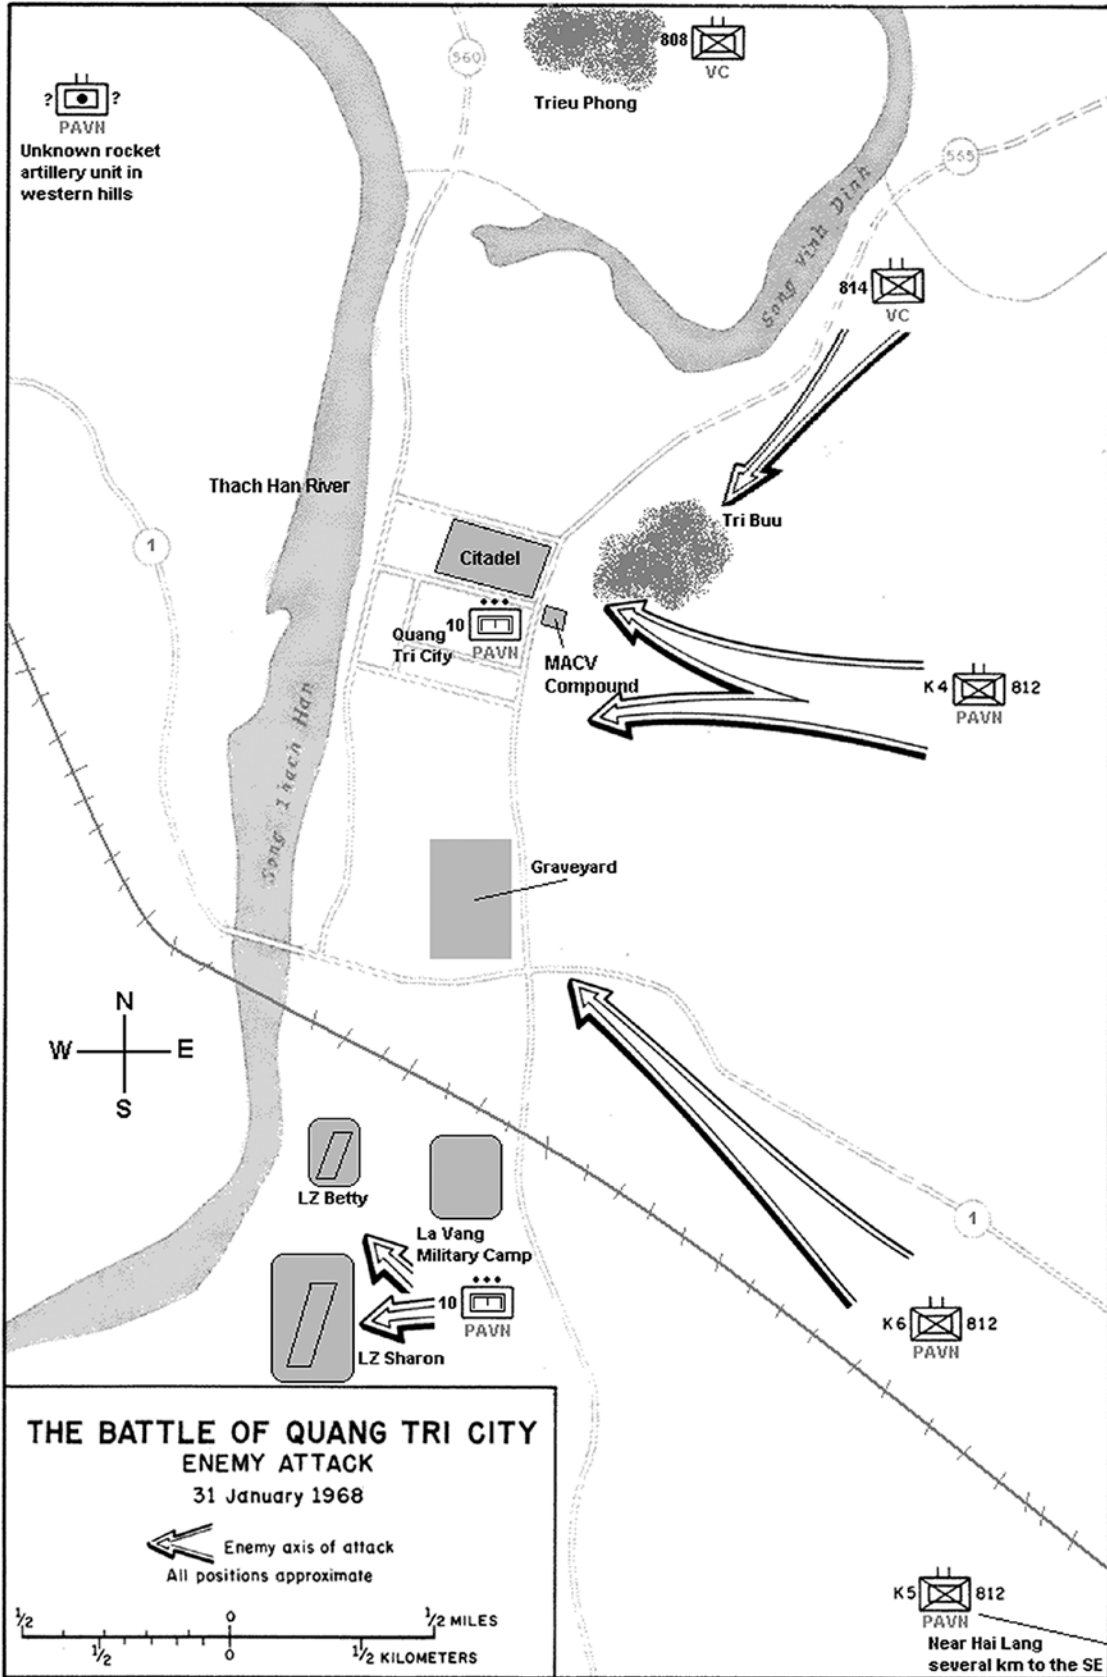 560
808
VC
Trieu Phong
? ?
PAVN
Unknown rocket
artillery unit in
western hills
565
Song Vinh Dinh
814
VC
Thach Han River
Tri Buu
1
Citadel
10
PAVN
Quang
Tri City
MACV
Compound
K4 812
PAVN
Song Thach Han
Graveyard
N
W E
S
LZ Betty
La Vang
Military Camp
1
10
PAVN
LZ Sharon
K6 812
PAVN
THE BATTLE OF QUANG TRI CITY
ENEMY ATTACK
31 January 1968
Enemy axis of attack
All positions approximate
1/2 0 1/2 MILES
1/2 0 1/2 KILOMETERS
K5 812
PAVN
Near Hai Lang
several km to the SE